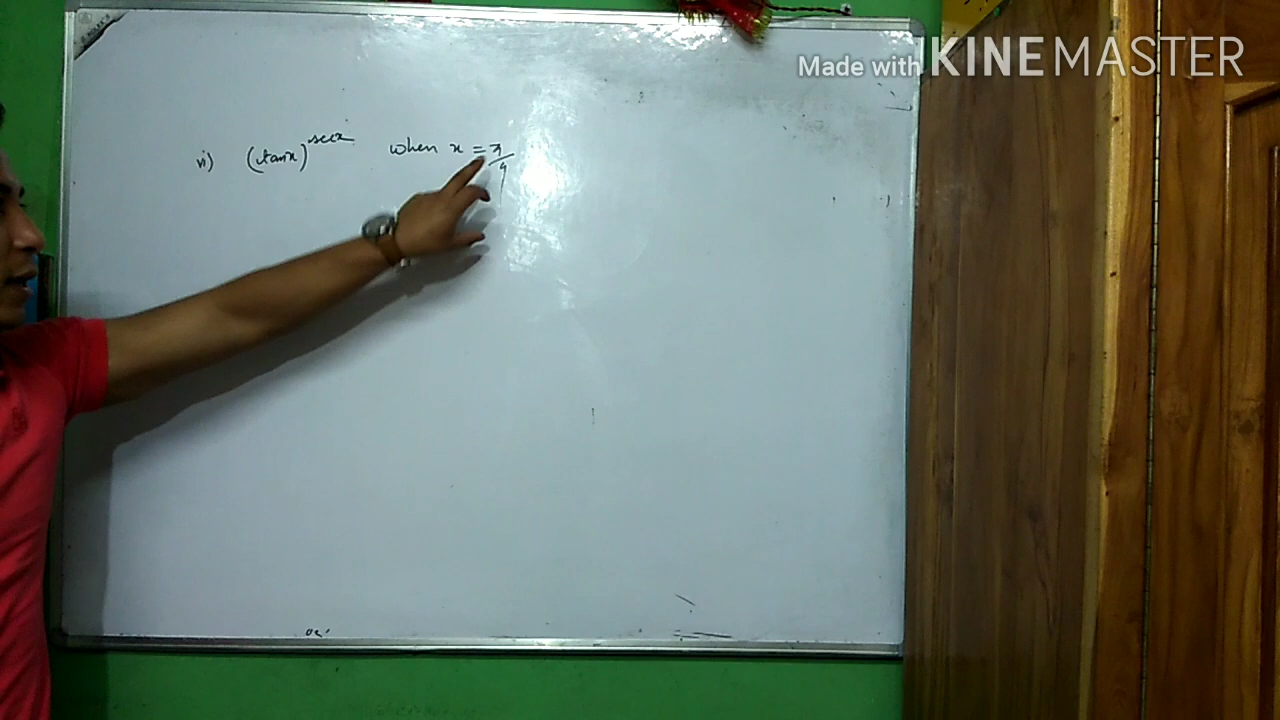 Made with KINEMASTER
vi) (tanx)^secx when x = π/4